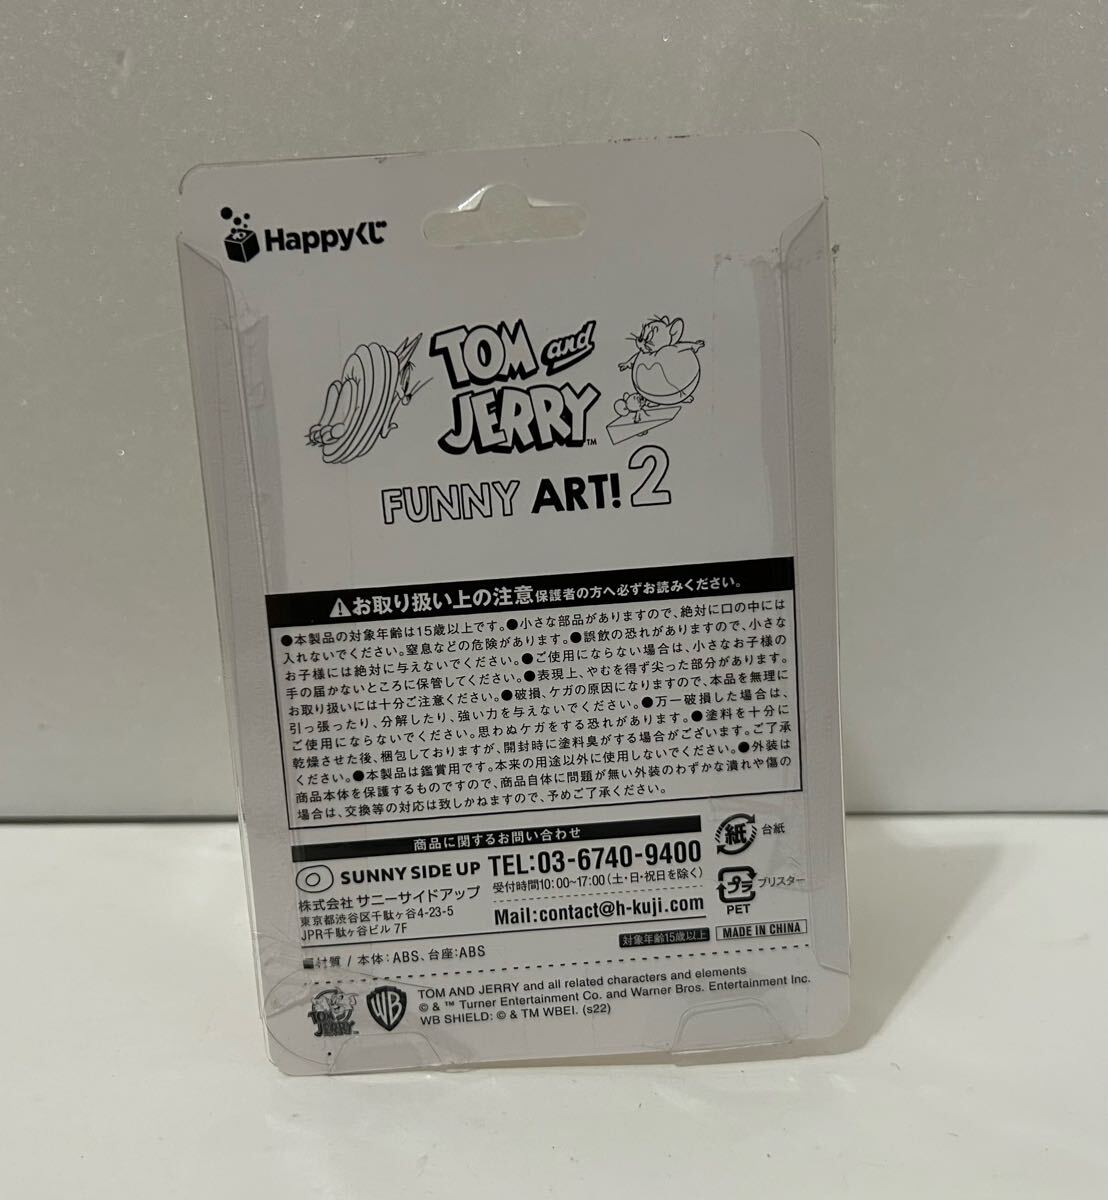 Happyくじ
TOM and
JERRY™
FUNNY ART! 2
⚠お取り扱い上の注意 保護者の方へ必ずお読みください。
●本製品の対象年齢は15歳以上です。●小さな部品がありますので、絶対に口の中には
入れないでください。窒息などの危険があります。●誤飲の恐れがありますので、小さな
お子様には絶対に与えないでください。●ご使用にならない場合は、小さなお子様の
手の届かないところに保管してください。●表現上、やむを得ず尖った部分があります。
お取り扱いには十分ご注意ください。●破損、ケガの原因になりますので、本品を無理に
引っ張ったり、分解したり、強い力を与えないでください。●万一破損した場合は、
ご使用にならないでください。思わぬケガをする恐れがあります。●塗料を十分に
乾燥させた後、梱包しておりますが、開封時に塗料臭がする場合がございます。ご了承
ください。●本製品は鑑賞用です。本来の用途以外に使用しないでください。●外装は
商品本体を保護するものですので、商品自体に問題が無い外装のわずかな潰れや傷の
場合は、交換等の対応は致しかねますので、予めご了承ください。
商品に関するお問い合わせ
SUNNY SIDE UP
株式会社 サニーサイドアップ
東京都渋谷区千駄ヶ谷4-23-5
JPR千駄ヶ谷ビル 7F
TEL:03-6740-9400
受付時間10:00~17:00(土・日・祝日を除く)
Mail:contact@h-kuji.com
紙 台紙
プラ ブリスター
PET
対象年齢15歳以上
MADE IN CHINA
■材質 / 本体:ABS、台座:ABS
TOM AND JERRY™
WB
TOM AND JERRY and all related characters and elements
© & ™ Turner Entertainment Co. and Warner Bros. Entertainment Inc.
WB SHIELD: © & TM WBEI. (s22)